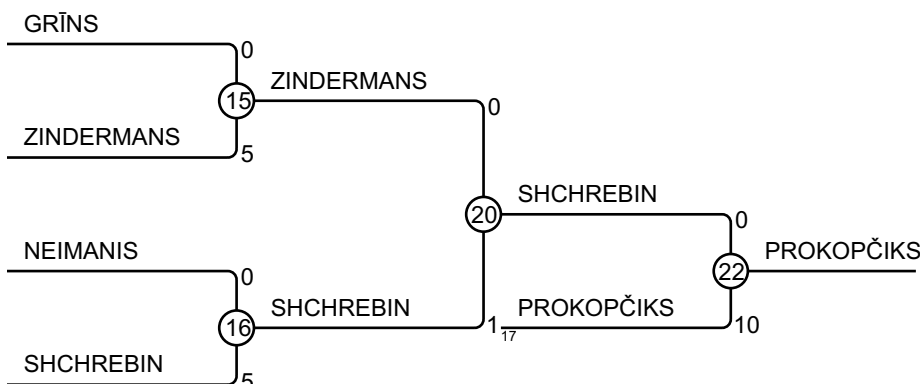 GRĪNS
0
15
ZINDERMANS
0
ZINDERMANS
5
20
SHCHREBIN
0
NEIMANIS
0
22
PROKOPČIKS
16
SHCHREBIN
1
17
PROKOPČIKS
10
SHCHREBIN
5